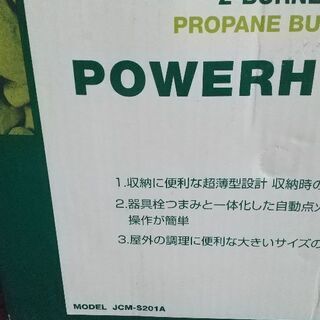 2 BURNE
PROPANE BU
POWERH
1.収納に便利な超薄型設計 収納時の
2.器具栓つまみと一体化した自動点火
操作が簡単
3.屋外の調理に便利な大きいサイズの
MODEL JCM-S201A